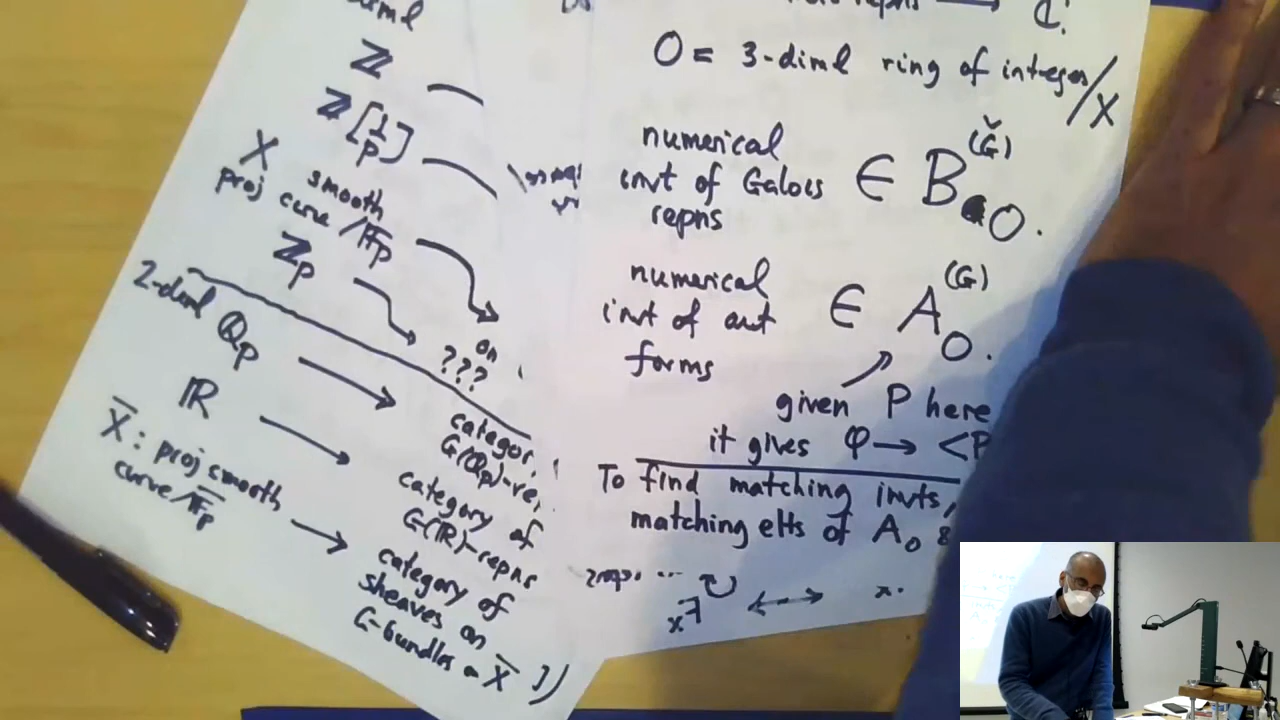 ℤ
ℤ[1/p]
X smooth
proj curve / 𝔽_p
ℤ_p
???
on
2-diml
ℚ_p
G(ℚ_p)-
ℝ
category of
G(ℝ)-repns
X̄ : proj smooth
curve / 𝔽̄_p
category of
sheaves on
G-bundles on X̄
O = 3-diml ring of integers / X
numerical
invt of Galois ∈ B_O^(Ǧ).
repns
numerical
invt of aut ∈ A_O^(G).
forms
given P here
it gives φ → <P
To find matching invts,
matching elts of A_O &